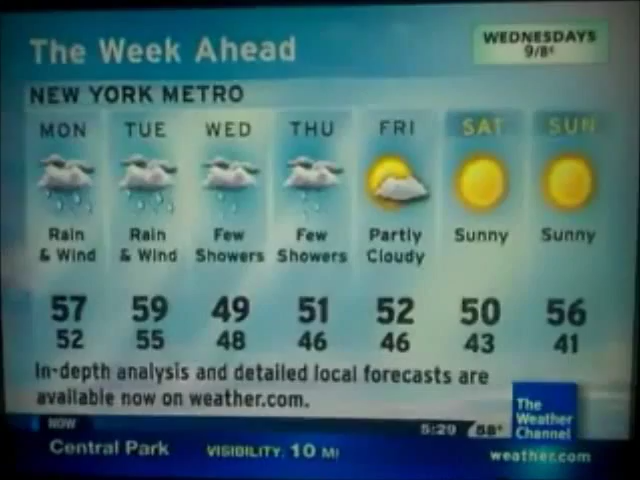 The Week Ahead
WEDNESDAYS
9/8c
NEW YORK METRO
MON TUE WED THU FRI SAT SUN
Rain & Wind
Rain & Wind
Few Showers
Few Showers
Partly Cloudy
Sunny
Sunny
57 59 49 51 52 50 56
52 55 48 46 46 43 41
In-depth analysis and detailed local forecasts are
available now on weather.com.
The
Weather
Channel
NOW
5:29 58°
Central Park VISIBILITY: 10 MI
weather.com